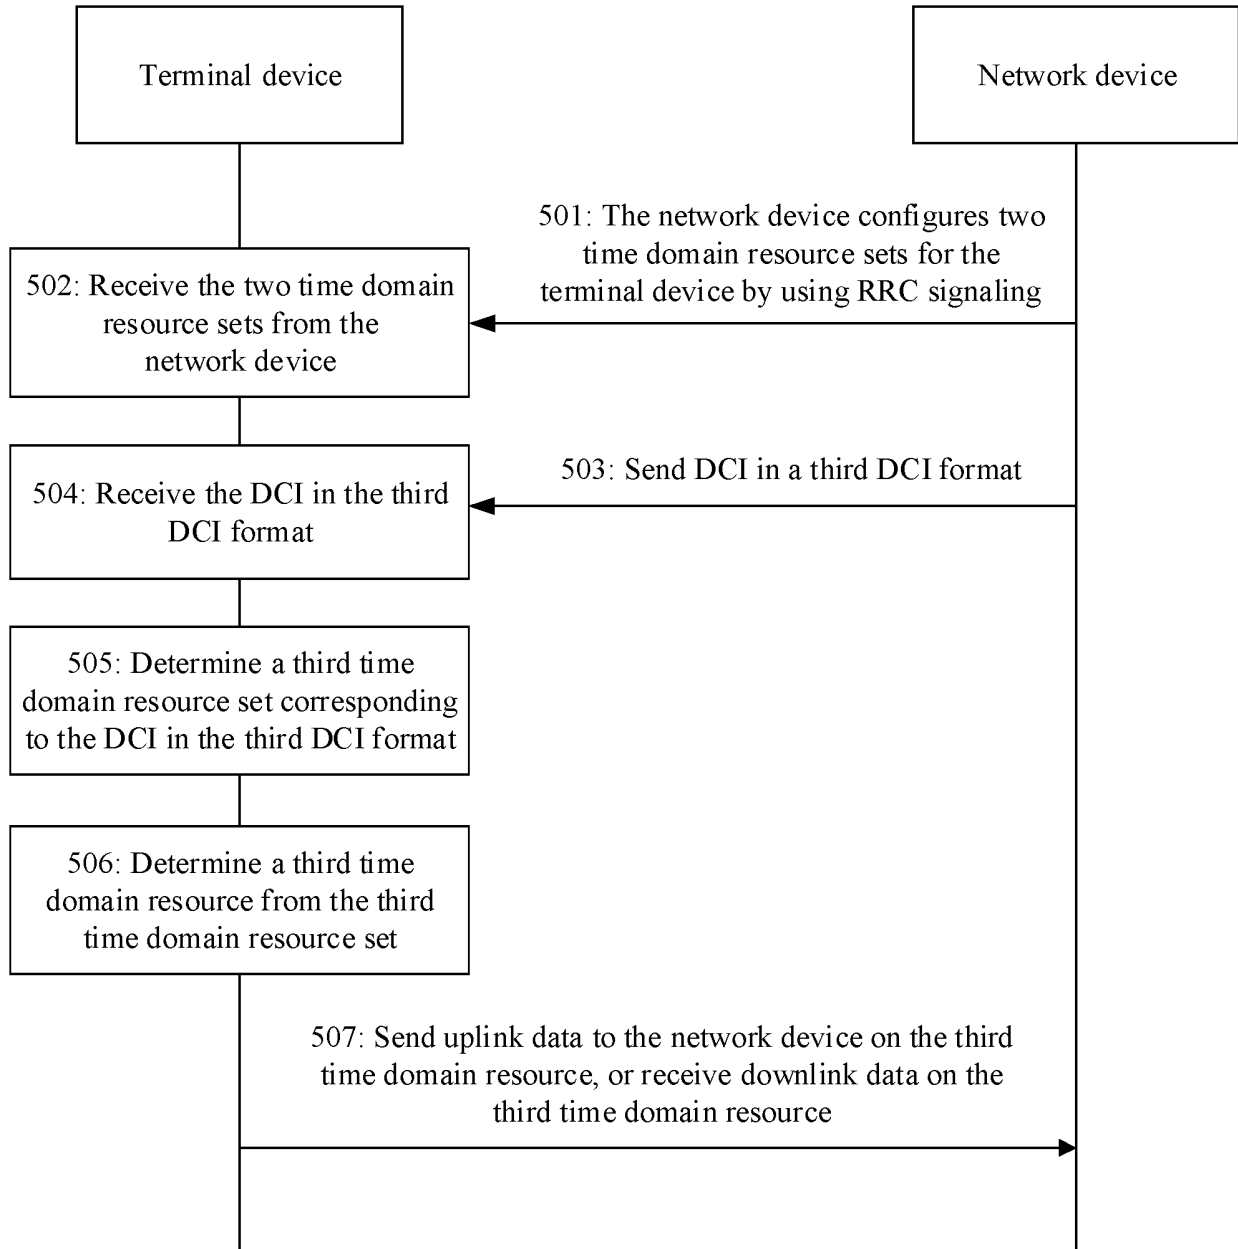 Terminal device
Network device
501: The network device configures two
time domain resource sets for the
terminal device by using RRC signaling
502: Receive the two time domain
resource sets from the
network device
503: Send DCI in a third DCI format
504: Receive the DCI in the third
DCI format
505: Determine a third time
domain resource set corresponding
to the DCI in the third DCI format
506: Determine a third time
domain resource from the third
time domain resource set
507: Send uplink data to the network device on the third
time domain resource, or receive downlink data on the
third time domain resource